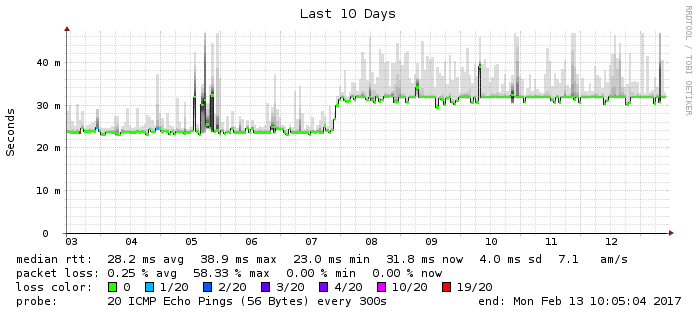 Last 10 Days
RRDTOOL / TOBI OETIKER
Seconds
40 m
30 m
20 m
10 m
0
03 04 05 06 07 08 09 10 11 12
median rtt: 28.2 ms avg 38.9 ms max 23.0 ms min 31.8 ms now 4.0 ms sd 7.1 am/s
packet loss: 0.25 % avg 58.33 % max 0.00 % min 0.00 % now
loss color: 0 1/20 2/20 3/20 4/20 10/20 19/20
probe: 20 ICMP Echo Pings (56 Bytes) every 300s end: Mon Feb 13 10:05:04 2017